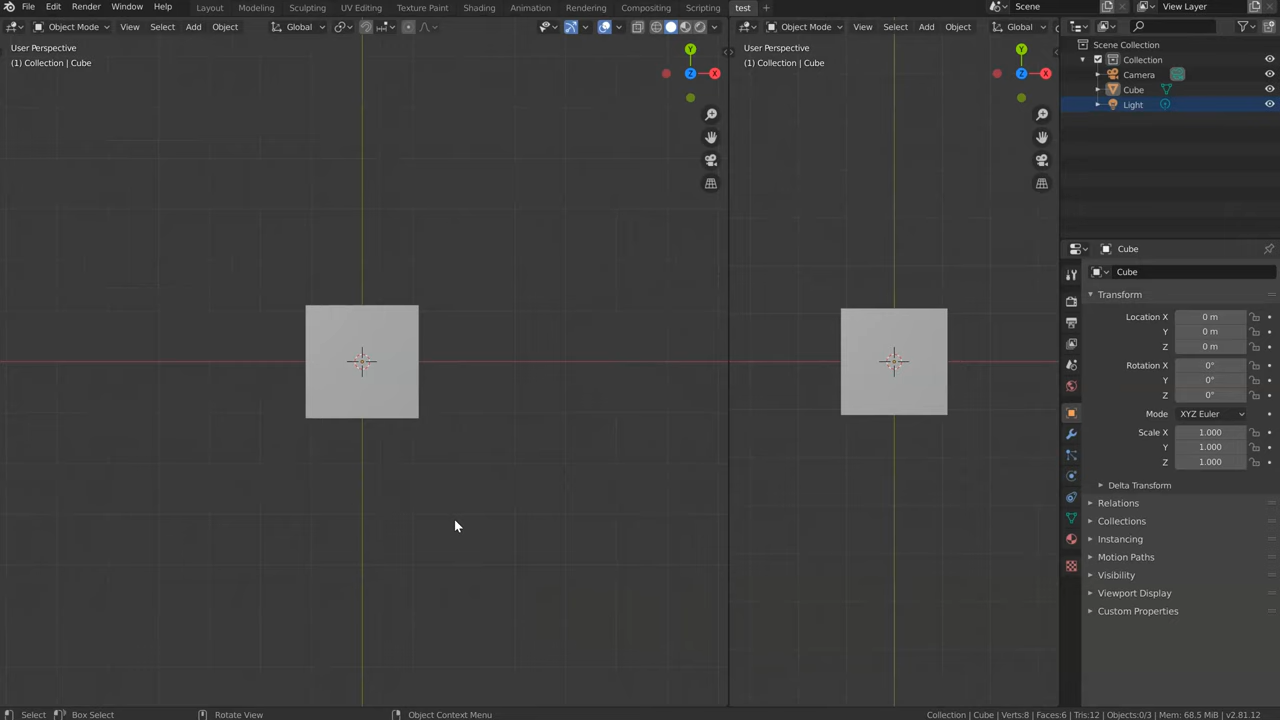 File Edit Render Window Help Layout Modeling Sculpting UV Editing Texture Paint Shading Animation Rendering Compositing Scripting test + Scene View Layer
Object Mode View Select Add Object Global Object Mode View Select Add Object Global
User Perspective
(1) Collection | Cube
Y
Z
X
User Perspective
(1) Collection | Cube
Y
Z
X
Scene Collection
Collection
Camera
Cube
Light
Cube
Cube
Transform
Location X 0 m
Y 0 m
Z 0 m
Rotation X 0°
Y 0°
Z 0°
Mode XYZ Euler
Scale X 1.000
Y 1.000
Z 1.000
Delta Transform
Relations
Collections
Instancing
Motion Paths
Visibility
Viewport Display
Custom Properties
Select Box Select Rotate View Object Context Menu Collection | Cube | Verts:8 | Faces:6 | Tris:12 | Objects:0/3 | Mem: 68.5 MiB | v2.81.12